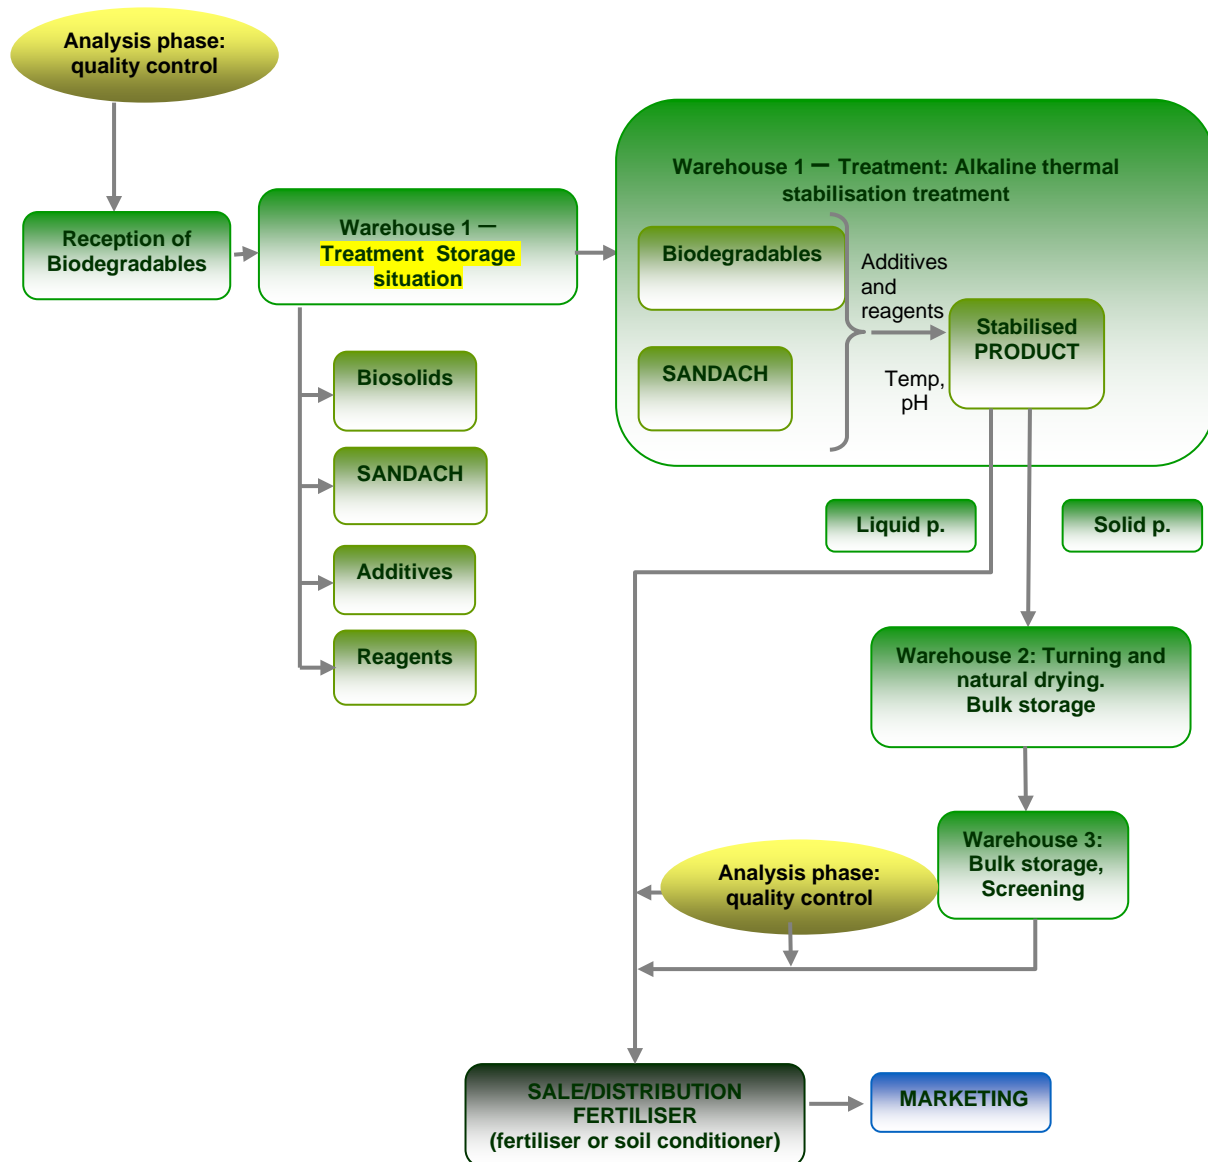 Analysis phase:
quality control
Reception of
Biodegradables
Warehouse 1 –
Treatment Storage
situation
Biosolids
SANDACH
Additives
Reagents
Warehouse 1 – Treatment: Alkaline thermal
stabilisation treatment
Biodegradables
SANDACH
Additives
and
reagents
Temp,
pH
Stabilised
PRODUCT
Liquid p.
Solid p.
Warehouse 2: Turning and
natural drying.
Bulk storage
Warehouse 3:
Bulk storage,
Screening
Analysis phase:
quality control
SALE/DISTRIBUTION
FERTILISER
(fertiliser or soil conditioner)
MARKETING